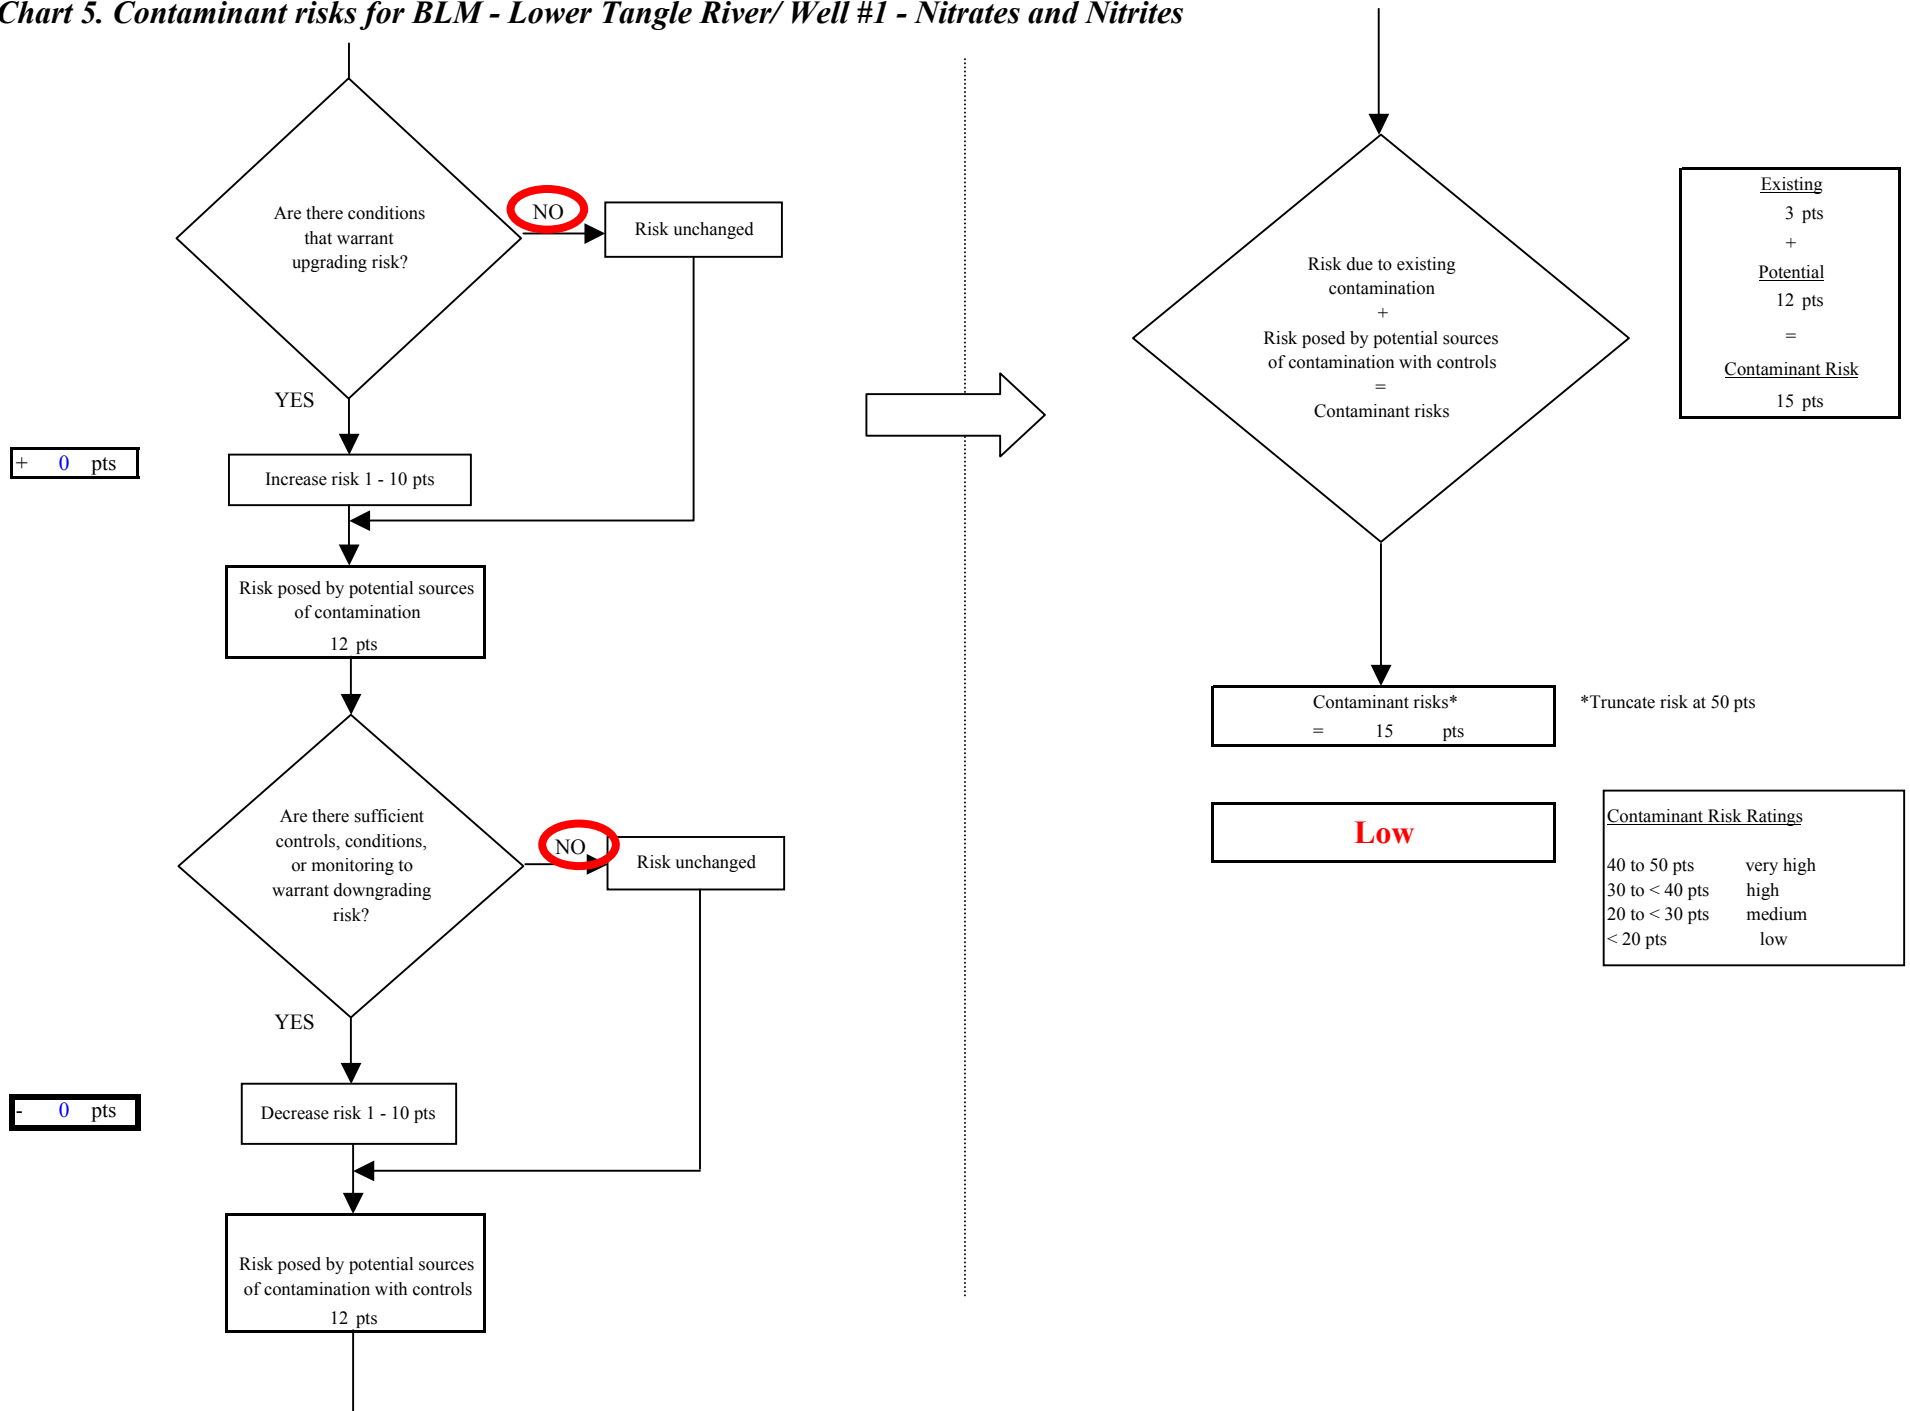 Chart 5. Contaminant risks for BLM - Lower Tangle River/ Well #1 - Nitrates and Nitrites
Are there conditions
that warrant
upgrading risk?
NO
Risk unchanged
YES
+ 0 pts
Increase risk 1 - 10 pts
Risk posed by potential sources
of contamination
12 pts
Are there sufficient
controls, conditions,
or monitoring to
warrant downgrading
risk?
NO
Risk unchanged
YES
- 0 pts
Decrease risk 1 - 10 pts
Risk posed by potential sources
of contamination with controls
12 pts
Risk due to existing
contamination
+
Risk posed by potential sources
of contamination with controls
=
Contaminant risks
Existing
3 pts
+
Potential
12 pts
=
Contaminant Risk
15 pts
Contaminant risks*
= 15 pts
*Truncate risk at 50 pts
Low
Contaminant Risk Ratings
40 to 50 pts very high
30 to < 40 pts high
20 to < 30 pts medium
< 20 pts low